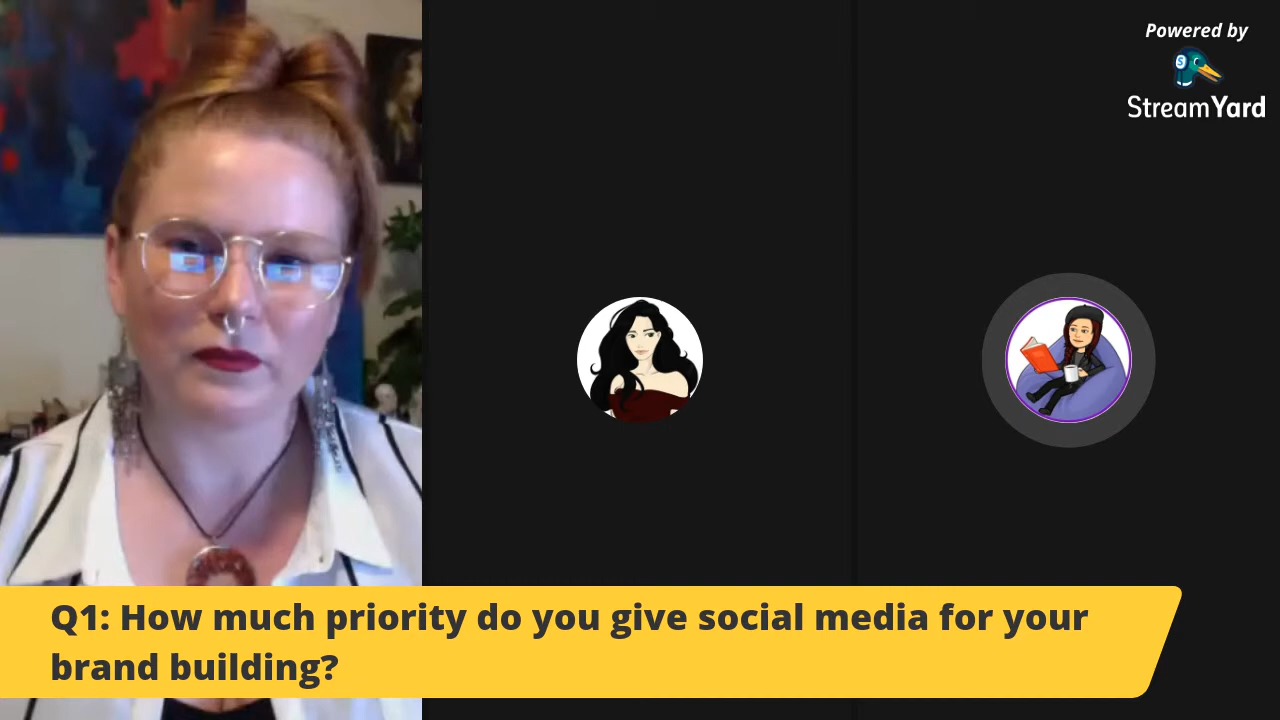 Powered by
StreamYard
Q1: How much priority do you give social media for your
brand building?